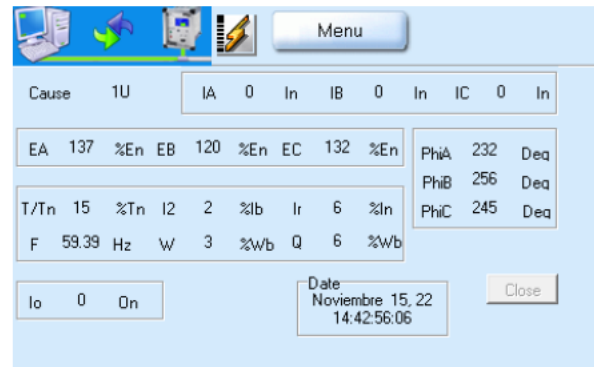 Menu
Cause 1U IA 0 In IB 0 In IC 0 In
EA 137 %En EB 120 %En EC 132 %En
PhiA 232 Deg
PhiB 256 Deg
PhiC 245 Deg
T/Tn 15 %Tn I2 2 %Ib Ir 6 %In
F 59.39 Hz W 3 %Wb Q 6 %Wb
Io 0 On
Date
Noviembre 15, 22
14:42:56:06
Close